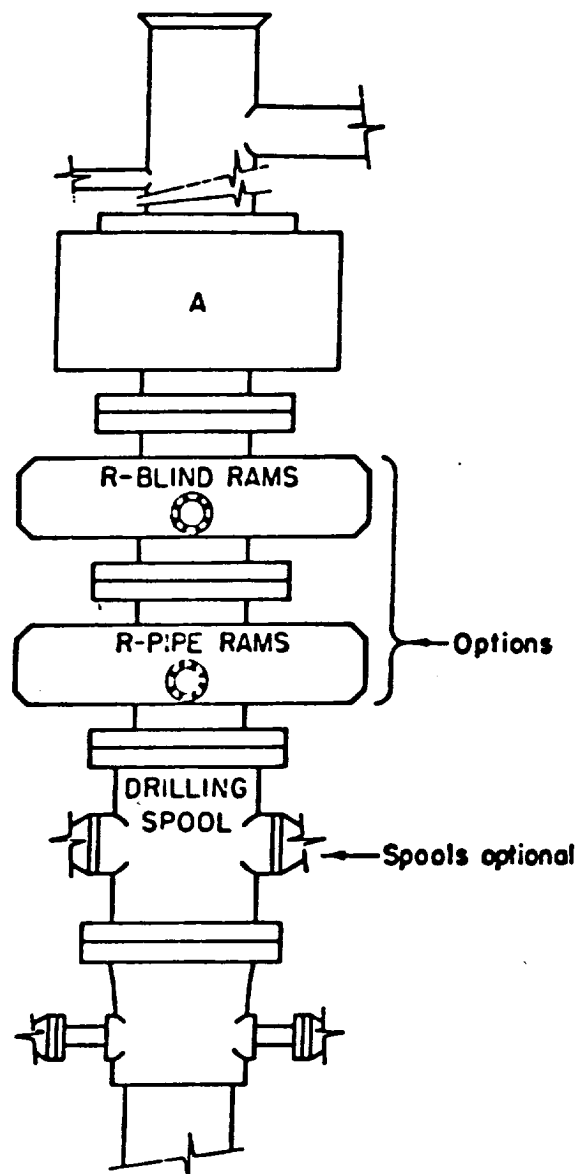 A
R-BLIND RAMS
R-PIPE RAMS
Options
DRILLING
SPOOL
Spools optional